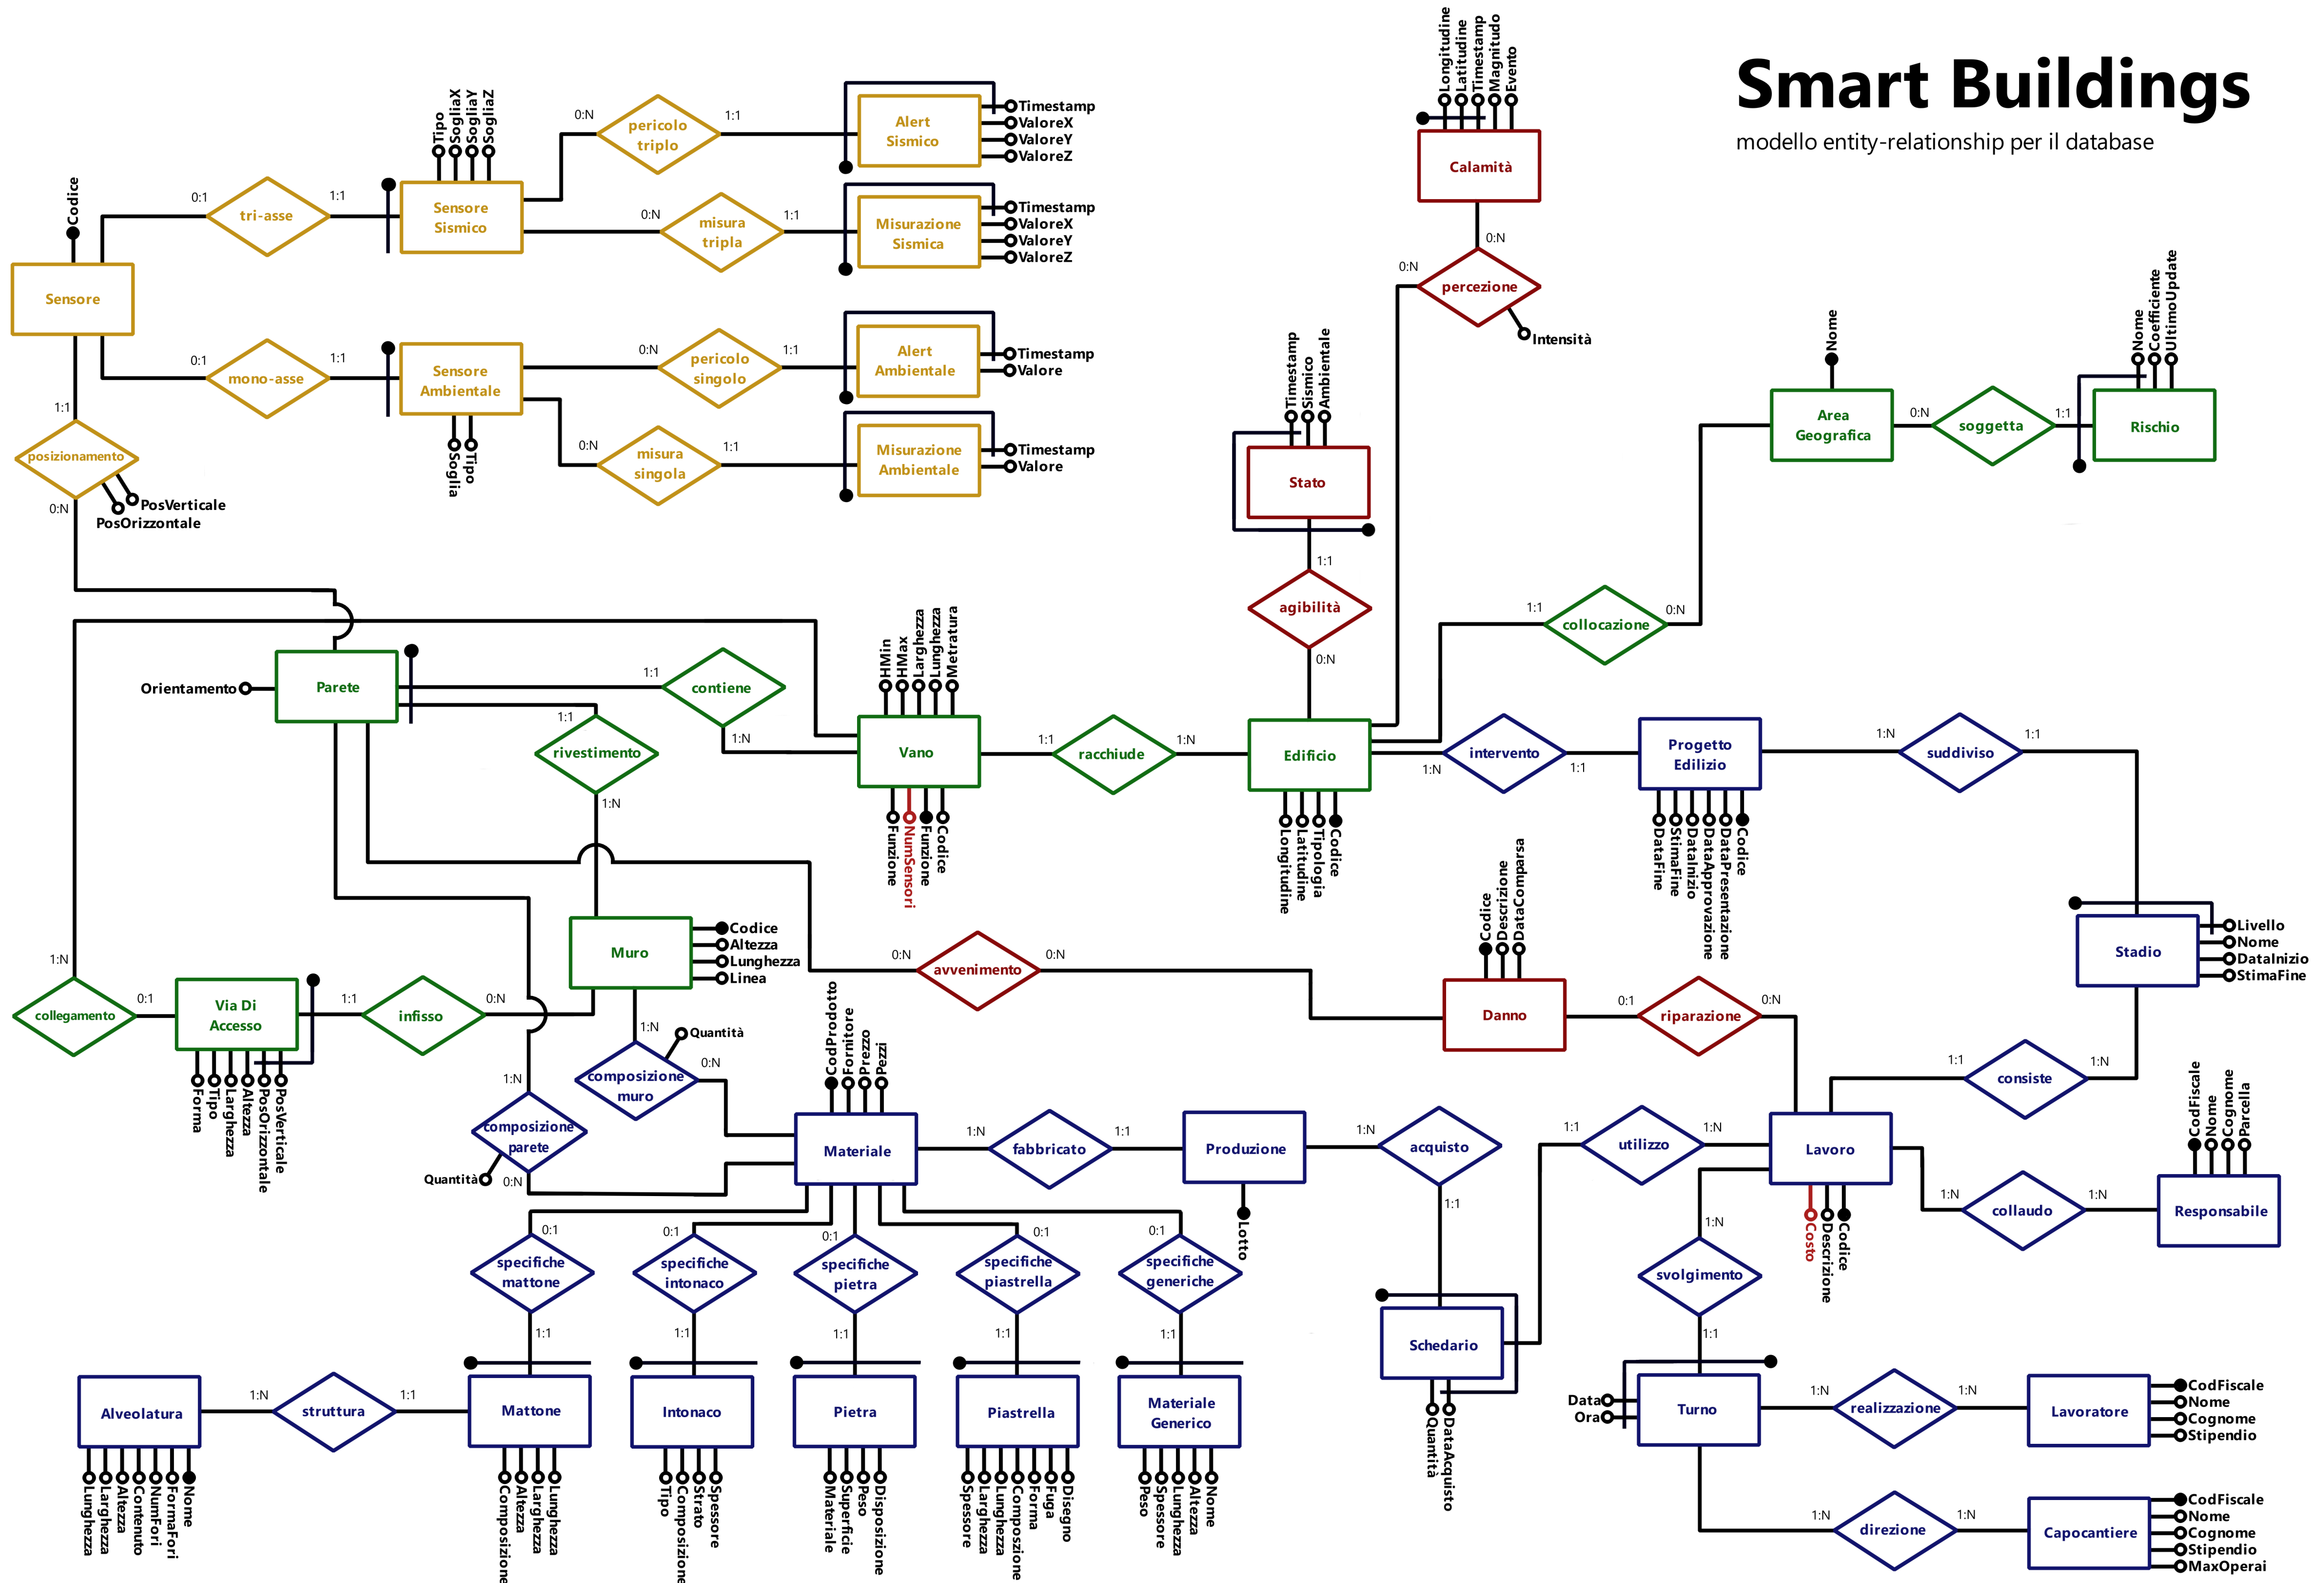 Smart Buildings
modello entity-relationship per il database
Longitudine
Latitudine
Timestamp
Magnitudo
Evento
Calamità
0:N
percezione
0:N
Intensità
Codice
Sensore
0:1
tri-asse
1:1
Tipo
SogliaX
SogliaY
SogliaZ
Sensore
Sismico
0:N
pericolo
triplo
1:1
Alert
Sismico
Timestamp
ValoreX
ValoreY
ValoreZ
0:N
misura
tripla
1:1
Misurazione
Sismica
Timestamp
ValoreX
ValoreY
ValoreZ
0:1
mono-asse
1:1
Sensore
Ambientale
Soglia
Tipo
0:N
pericolo
singolo
1:1
Alert
Ambientale
Timestamp
Valore
0:N
misura
singola
1:1
Misurazione
Ambientale
Timestamp
Valore
1:1
posizionamento
0:N
PosVerticale
PosOrizzontale
Timestamp
Sismico
Ambientale
Stato
1:1
agibilità
0:N
Nome
Area
Geografica
0:N
soggetta
1:1
Nome
Coefficiente
UltimoUpdate
Rischio
1:1
collocazione
0:N
Orientamento
Parete
1:1
contiene
1:N
1:1
rivestimento
1:N
HMin
HMax
Larghezza
Lunghezza
Metratura
Vano
Funzione
NumSensori
Funzione
Codice
1:1
racchiude
1:N
Edificio
Longitudine
Latitudine
Tipologia
Codice
1:N
intervento
1:1
Progetto
Edilizio
DataFine
StimaFine
DataInizio
DataApprovazione
DataPresentazione
Codice
1:N
suddiviso
1:1
Stadio
Livello
Nome
DataInizio
StimaFine
Muro
Codice
Altezza
Lunghezza
Linea
0:N
avvenimento
0:N
Codice
Descrizione
DataComparsa
Danno
0:1
riparazione
0:N
1:N
collegamento
0:1
Via Di
Accesso
Forma
Tipo
Larghezza
Altezza
PosOrizzontale
PosVerticale
1:1
infisso
0:N
1:N
composizione
muro
Quantità
0:N
1:N
composizione
parete
Quantità
0:N
CodProdotto
Fornitore
Prezzo
Pezzi
Materiale
1:N
fabbricato
1:1
Produzione
Lotto
1:N
acquisto
1:1
1:1
utilizzo
1:N
Lavoro
Costo
Descrizione
Codice
1:1
consiste
1:N
1:N
collaudo
1:N
CodFiscale
Nome
Cognome
Parcella
Responsabile
1:N
svolgimento
1:1
0:1
specifiche
mattone
1:1
0:1
specifiche
intonaco
1:1
0:1
specifiche
pietra
1:1
0:1
specifiche
piastrella
1:1
0:1
specifiche
generiche
1:1
Schedario
Quantità
DataAcquisto
Alveolatura
Lunghezza
Larghezza
Altezza
Contenuto
NumFori
FormaFori
Nome
1:N
struttura
1:1
Mattone
Composizione
Altezza
Larghezza
Lunghezza
Intonaco
Tipo
Composizione
Strato
Spessore
Pietra
Materiale
Superficie
Peso
Disposizione
Piastrella
Spessore
Larghezza
Lunghezza
Composzione
Forma
Fuga
Disegno
Materiale
Generico
Peso
Spessore
Lunghezza
Altezza
Nome
Data
Ora
Turno
1:N
realizzazione
1:N
Lavoratore
CodFiscale
Nome
Cognome
Stipendio
1:N
direzione
1:N
Capocantiere
CodFiscale
Nome
Cognome
Stipendio
MaxOperai